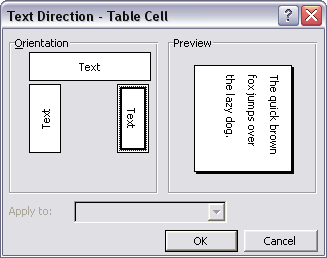 Text Direction - Table Cell
Orientation
Text
Text
Text
Preview
The quick brown
fox jumps over
the lazy dog.
Apply to:
OK
Cancel